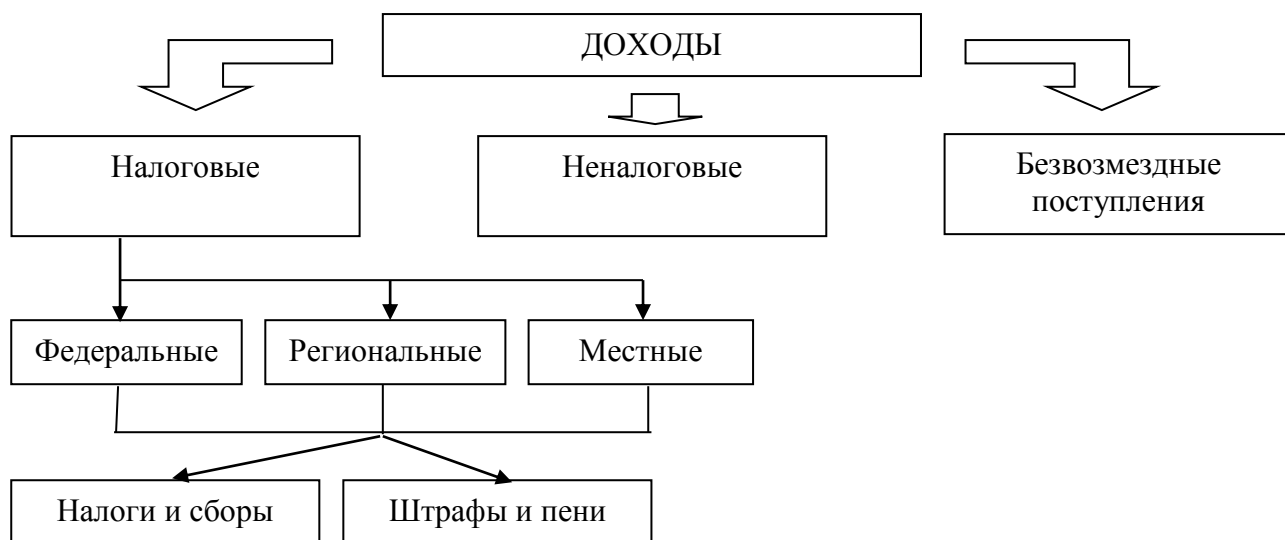 ДОХОДЫ
Налоговые
Неналоговые
Безвозмездные
поступления
Федеральные
Региональные
Местные
Налоги и сборы
Штрафы и пени